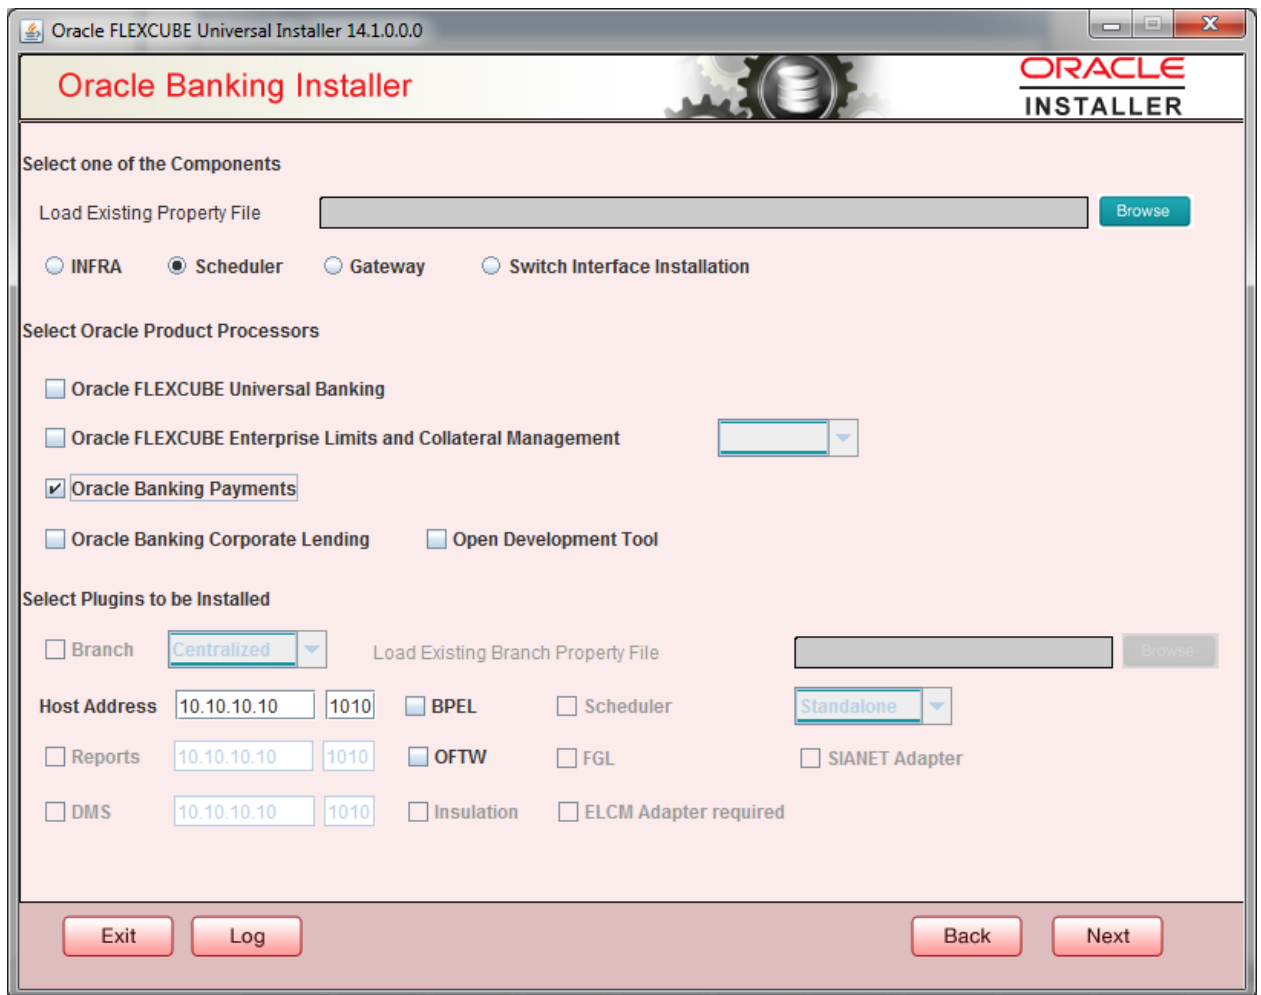 Oracle FLEXCUBE Universal Installer 14.1.0.0.0
Oracle Banking Installer
ORACLE
INSTALLER
Select one of the Components
Load Existing Property File Browse
INFRA Scheduler Gateway Switch Interface Installation
Select Oracle Product Processors
Oracle FLEXCUBE Universal Banking
Oracle FLEXCUBE Enterprise Limits and Collateral Management
Oracle Banking Payments
Oracle Banking Corporate Lending Open Development Tool
Select Plugins to be Installed
Branch Centralized Load Existing Branch Property File Browse
Host Address 10.10.10.10 1010 BPEL Scheduler Standalone
Reports 10.10.10.10 1010 OFTW FGL SIANET Adapter
DMS 10.10.10.10 1010 Insulation ELCM Adapter required
Exit Log Back Next